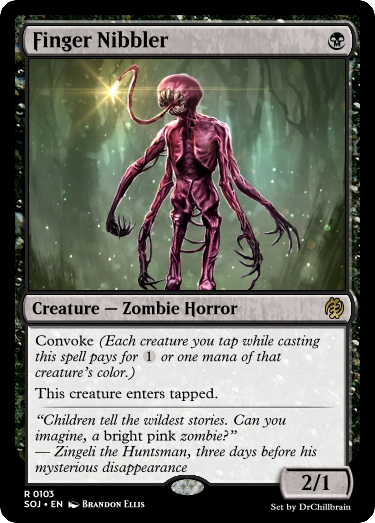 Finger Nibbler
Creature — Zombie Horror
Convoke (Each creature you tap while casting
this spell pays for 1 or one mana of that
creature's color.)
This creature enters tapped.
"Children tell the wildest stories. Can you
imagine, a bright pink zombie?"
— Zingeli the Huntsman, three days before his
mysterious disappearance
2/1
R 0103
SOJ • EN Brandon Ellis
Set by DrChillbrain